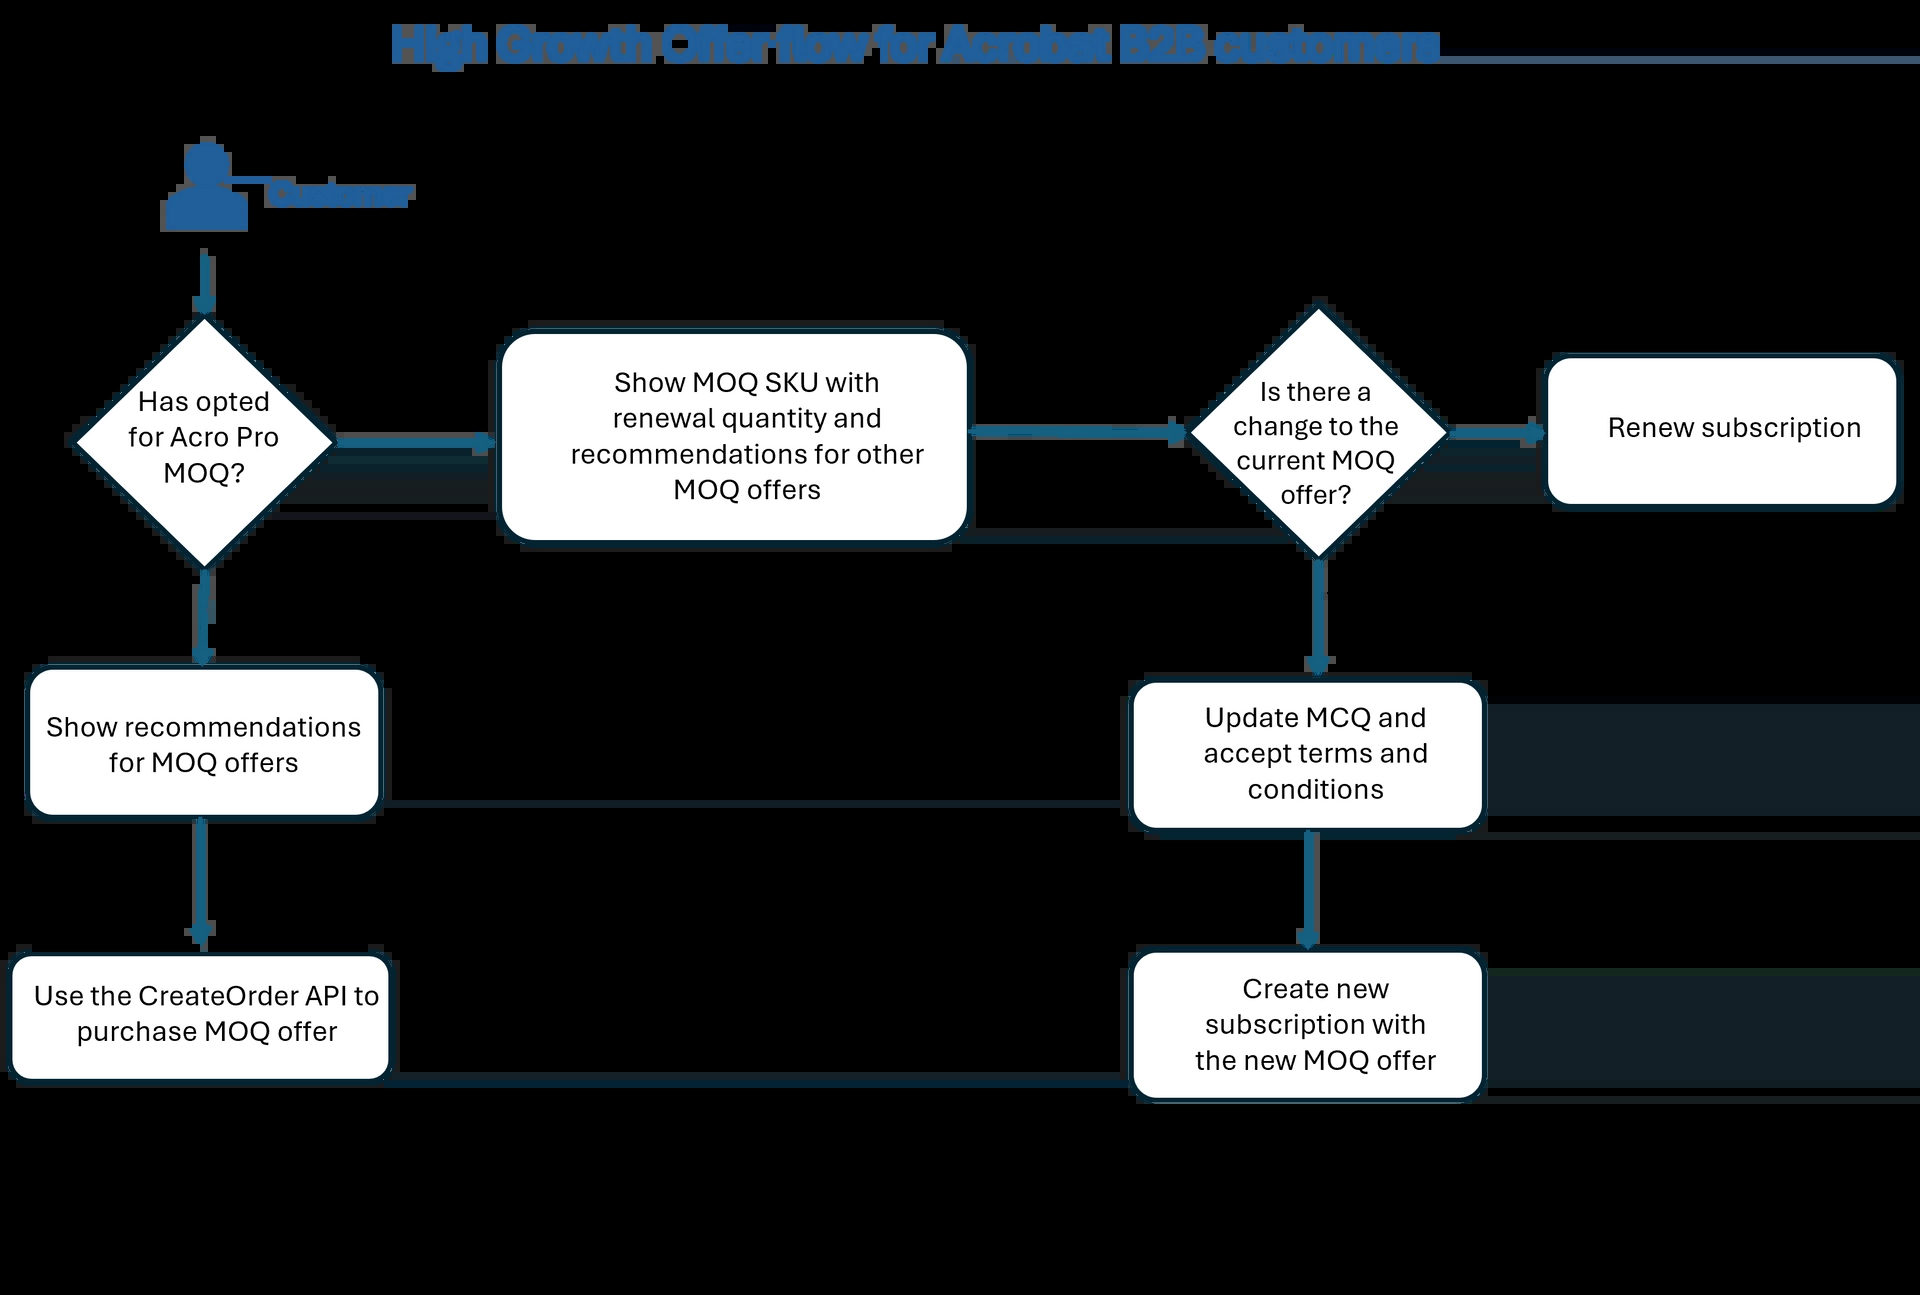 High Growth Offer flow for Acrobat B2B customers
Customer
Has opted
for Acro Pro
MOQ?
Show MOQ SKU with
renewal quantity and
recommendations for other
MOQ offers
Is there a
change to the
current MOQ
offer?
Renew subscription
Show recommendations
for MOQ offers
Update MCQ and
accept terms and
conditions
Use the CreateOrder API to
purchase MOQ offer
Create new
subscription with
the new MOQ offer